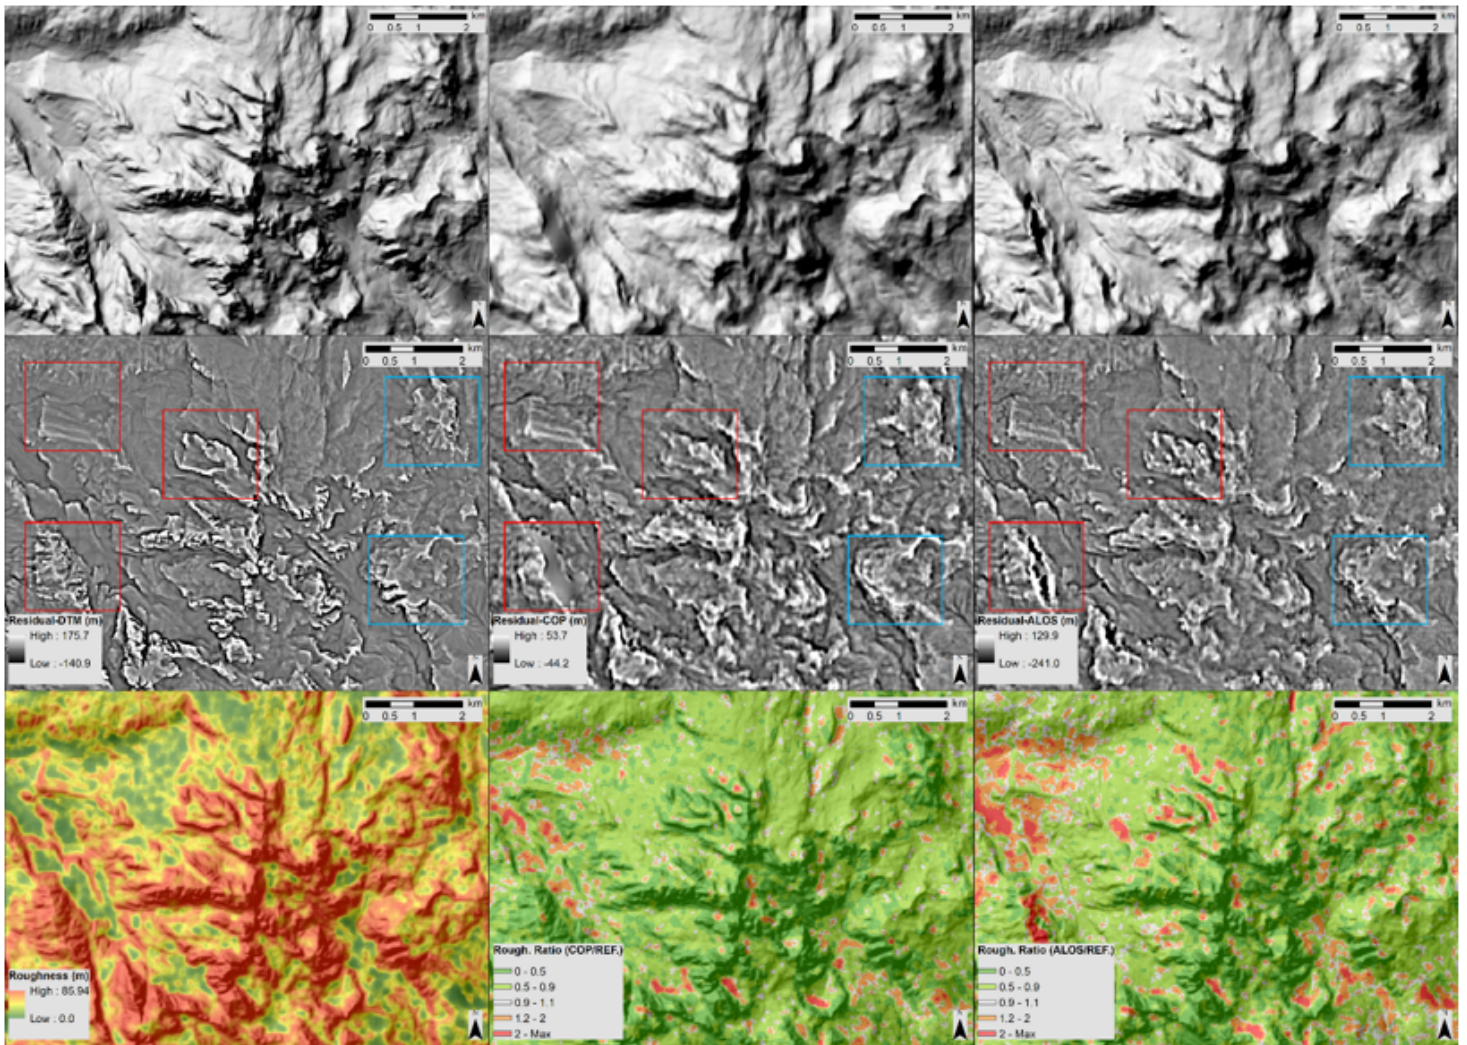 km
0 0.5 1 2
km
0 0.5 1 2
km
0 0.5 1 2
km
0 0.5 1 2
km
0 0.5 1 2
km
0 0.5 1 2
Residual-DTM (m)
High : 175.7
Low : -140.9
Residual-COP (m)
High : 53.7
Low : -44.2
Residual-ALOS (m)
High : 129.9
Low : -241.0
km
0 0.5 1 2
km
0 0.5 1 2
km
0 0.5 1 2
Roughness (m)
High : 85.94
Low : 0.0
Rough. Ratio (COP/REF.)
0 - 0.5
0.5 - 0.9
0.9 - 1.1
1.2 - 2
2 - Max
Rough. Ratio (ALOS/REF.)
0 - 0.5
0.5 - 0.9
0.9 - 1.1
1.2 - 2
2 - Max